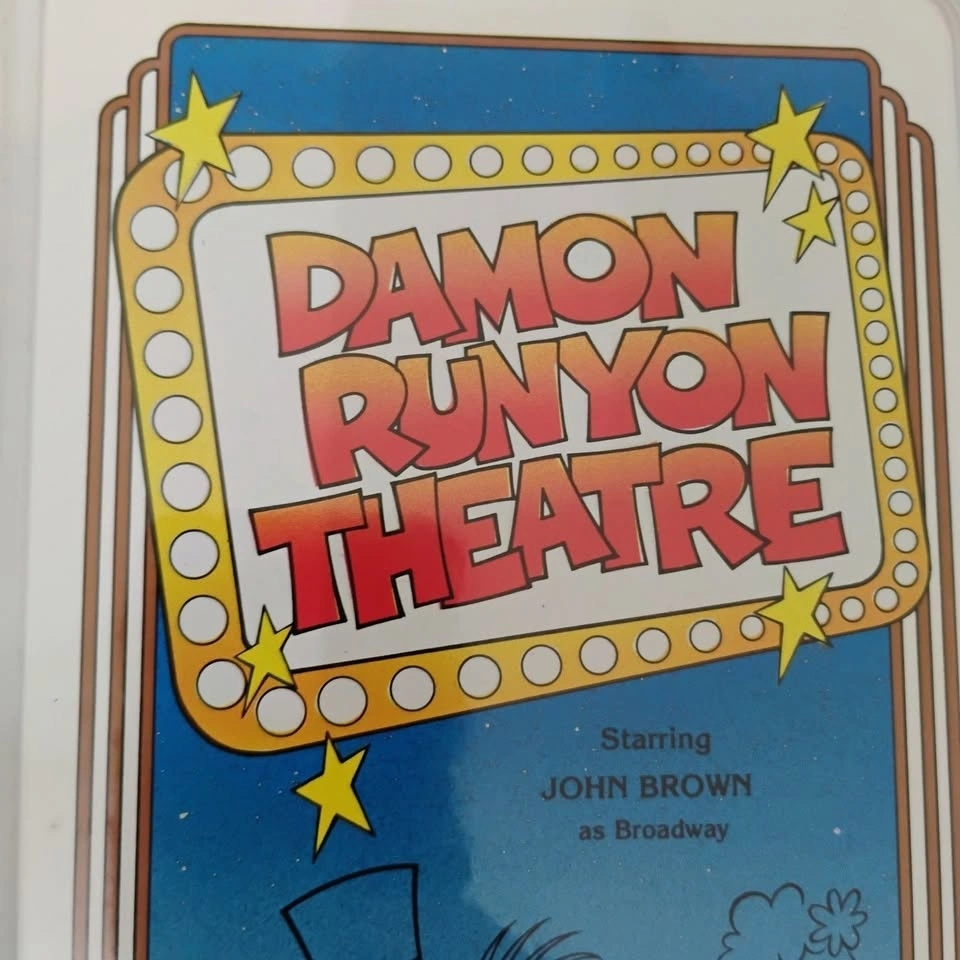 DAMON
RUNYON
THEATRE
Starring
JOHN BROWN
as Broadway